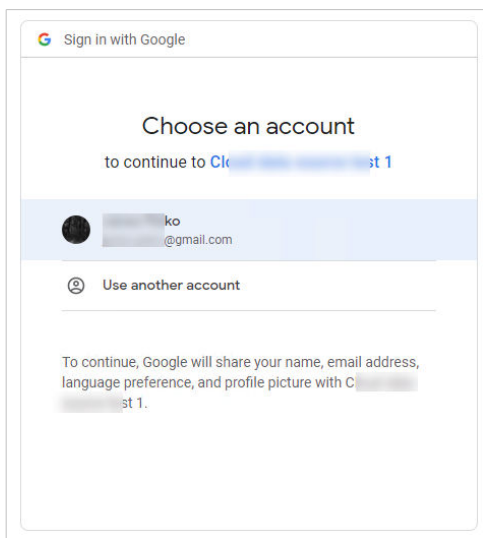 Sign in with Google
Choose an account
to continue to Cl st 1
ko
@gmail.com
Use another account
To continue, Google will share your name, email address,
language preference, and profile picture with C
st 1.